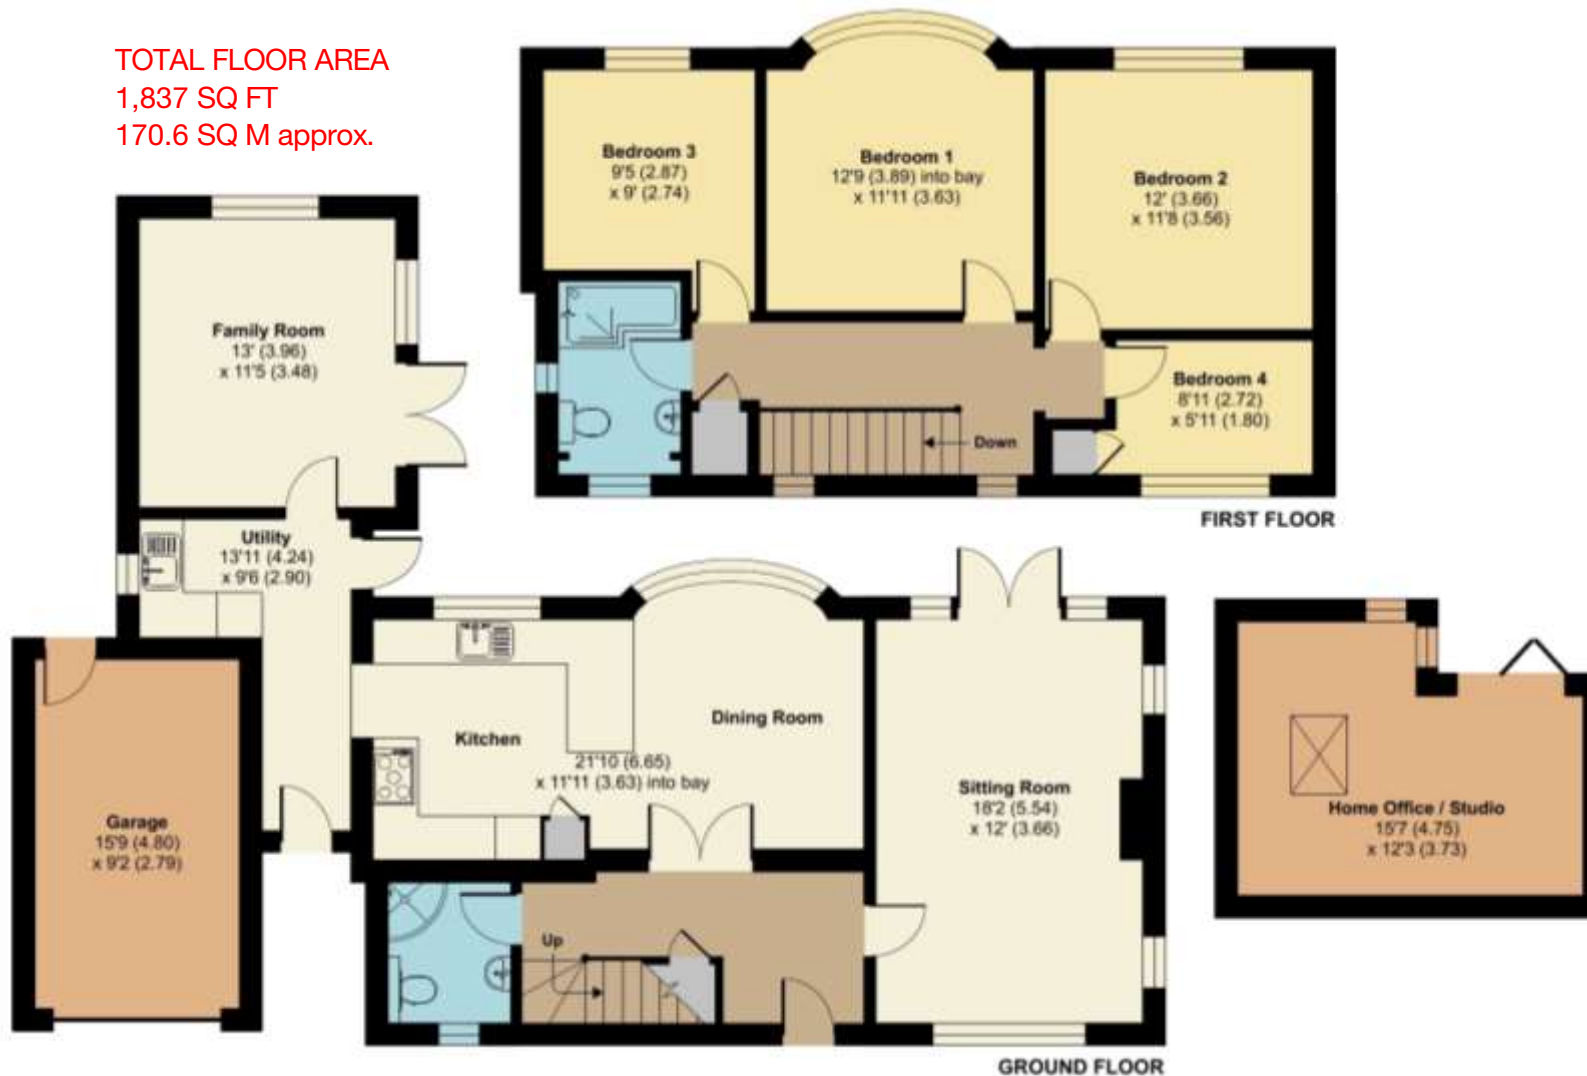 TOTAL FLOOR AREA
1,837 SQ FT
170.6 SQ M approx.
Bedroom 3
9'5 (2.87)
x 9' (2.74)
Bedroom 1
12'9 (3.89) into bay
x 11'11 (3.63)
Bedroom 2
12' (3.66)
x 11'8 (3.56)
Bedroom 4
8'11 (2.72)
x 5'11 (1.80)
Down
FIRST FLOOR
Family Room
13' (3.96)
x 11'5 (3.48)
Utility
13'11 (4.24)
x 9'6 (2.90)
Kitchen
Dining Room
21'10 (6.65)
x 11'11 (3.63) into bay
Sitting Room
18'2 (5.54)
x 12' (3.66)
Garage
15'9 (4.80)
x 9'2 (2.79)
Home Office / Studio
15'7 (4.75)
x 12'3 (3.73)
Up
GROUND FLOOR